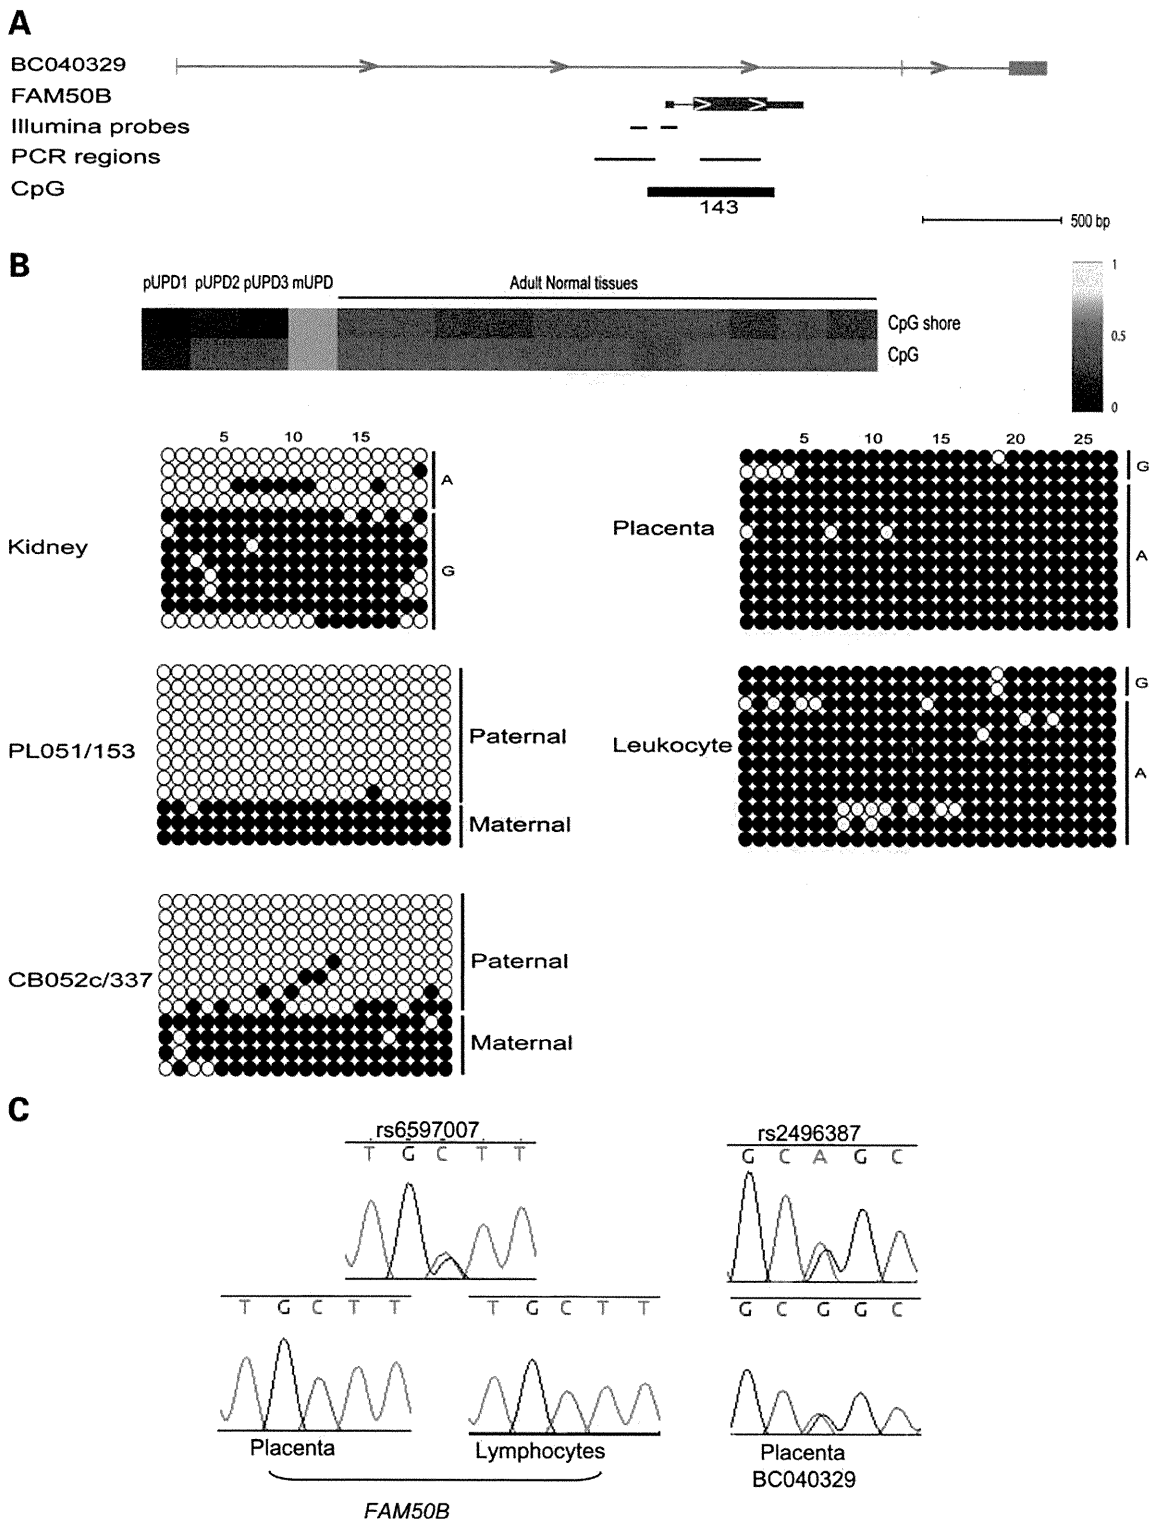 A
BC040329
FAM50B
Illumina probes
PCR regions
CpG
143
500 bp
B
pUPD1 pUPD2 pUPD3 mUPD
Adult Normal tissues
CpG shore
CpG
1
0.5
0
5 10 15
Kidney
A
G
5 10 15 20 25
Placenta
G
A
PL051/153
Paternal
Maternal
Leukocyte
G
A
CB052c/337
Paternal
Maternal
C
rs6597007
T G C T T
rs2496387
G C A G C
T G C T T
T G C T T
G C G G C
Placenta
Lymphocytes
FAM50B
Placenta
BC040329